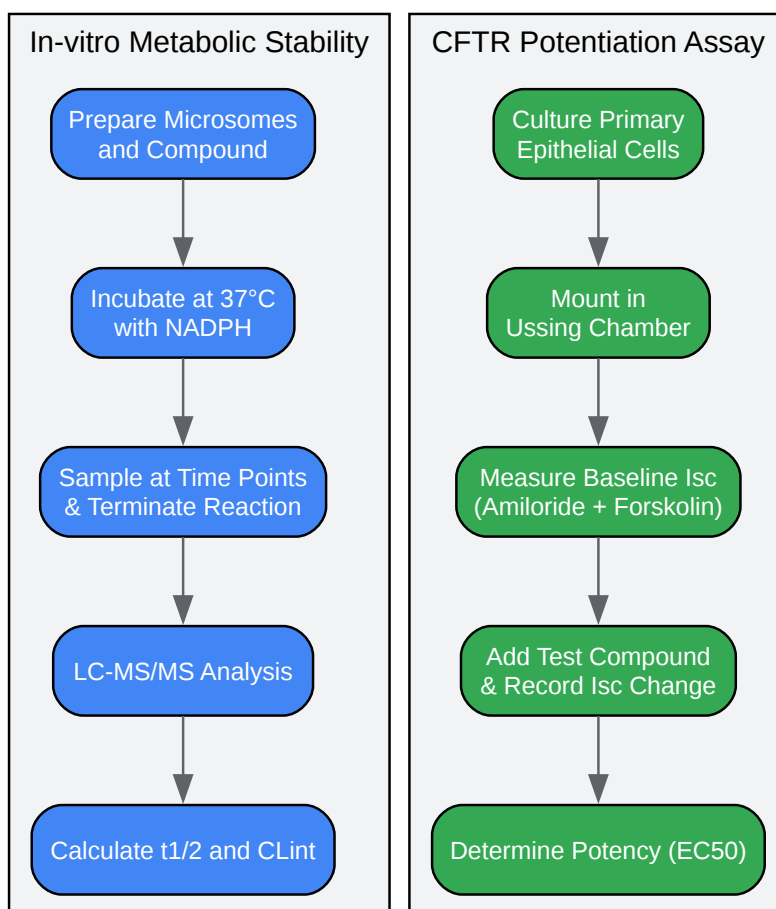 In-vitro Metabolic Stability
Prepare Microsomes
and Compound
Incubate at 37°C
with NADPH
Sample at Time Points
& Terminate Reaction
LC-MS/MS Analysis
Calculate t1/2 and CLint
CFTR Potentiation Assay
Culture Primary
Epithelial Cells
Mount in
Ussing Chamber
Measure Baseline Isc
(Amiloride + Forskolin)
Add Test Compound
& Record Isc Change
Determine Potency (EC50)